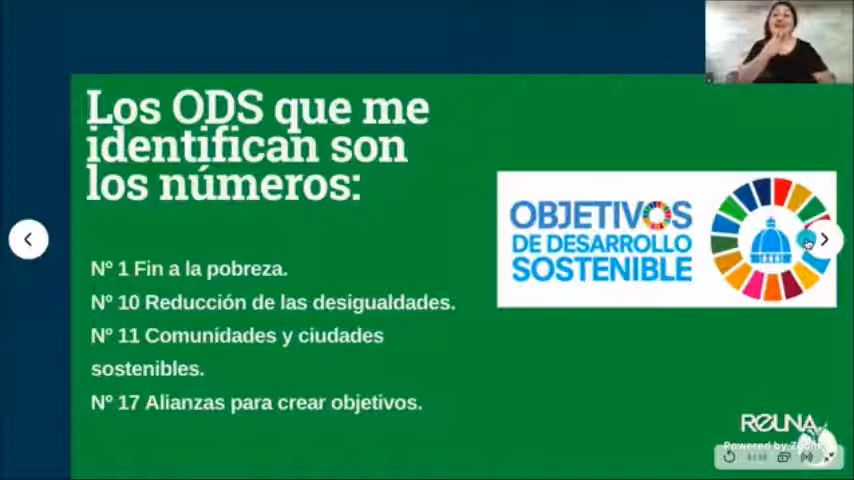 Los ODS que me
identifican son
los números:
Nº 1 Fin a la pobreza.
Nº 10 Reducción de las desigualdades.
Nº 11 Comunidades y ciudades
sostenibles.
Nº 17 Alianzas para crear objetivos.
OBJETIVOS
DE DESARROLLO
SOSTENIBLE
REUNA
Powered by Zoom